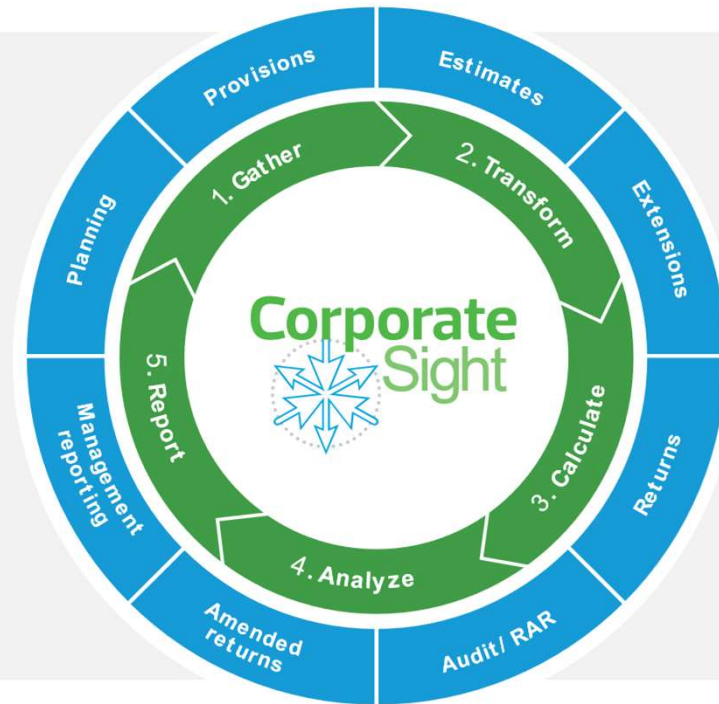 Provisions
Estimates
Extensions
Returns
Audit/ RAR
Amended
returns
Management
reporting
Planning
1. Gather
2. Transform
3. Calculate
4. Analyze
5. Report
Corporate
Sight